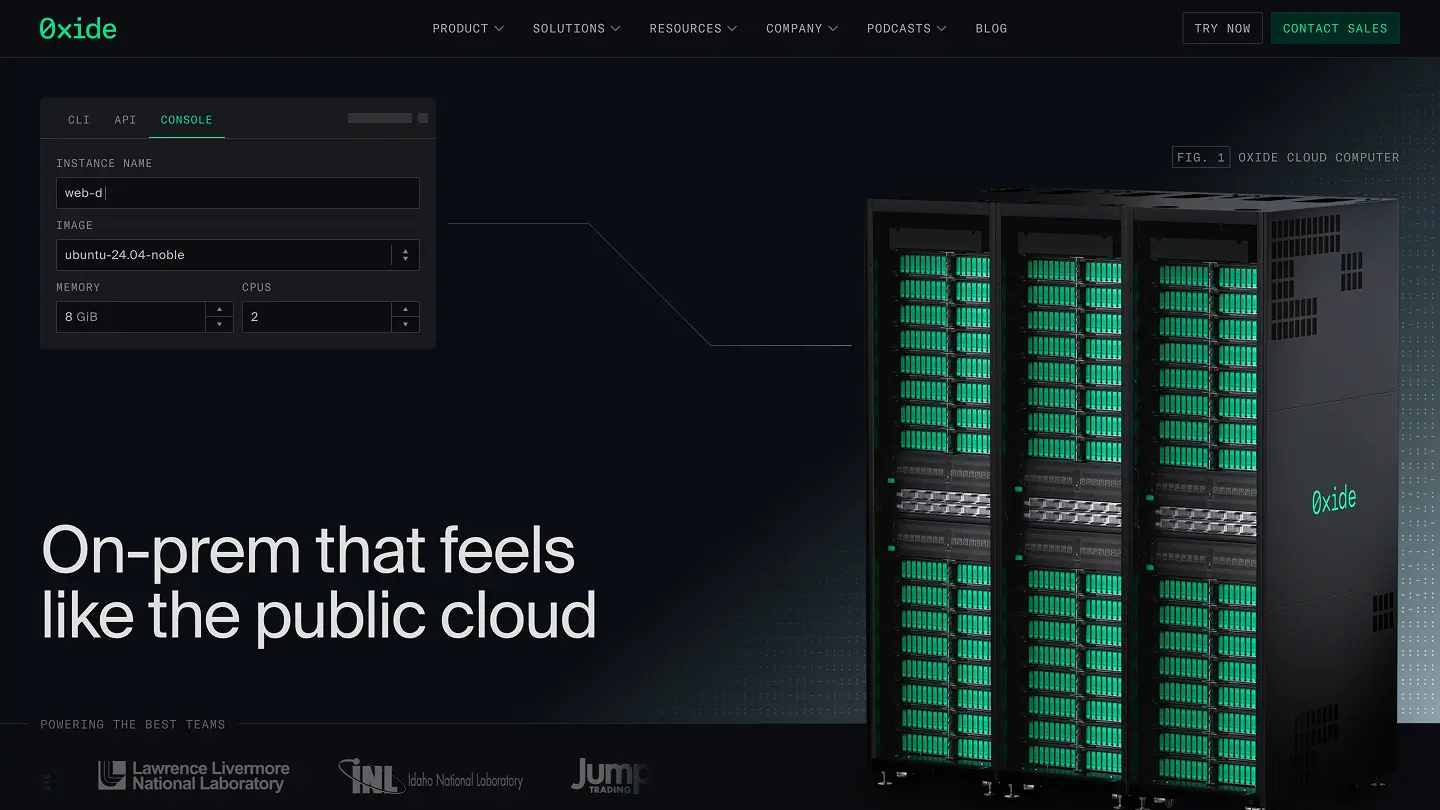 0xide
PRODUCT
SOLUTIONS
RESOURCES
COMPANY
PODCASTS
BLOG
TRY NOW
CONTACT SALES
CLI
API
CONSOLE
INSTANCE NAME
web-d
IMAGE
ubuntu-24.04-noble
MEMORY
CPUS
8 GiB
2
FIG. 1 OXIDE CLOUD COMPUTER
0xide
On-prem that feels
like the public cloud
POWERING THE BEST TEAMS
Lawrence Livermore
National Laboratory
INL Idaho National Laboratory
Jump
TRADING